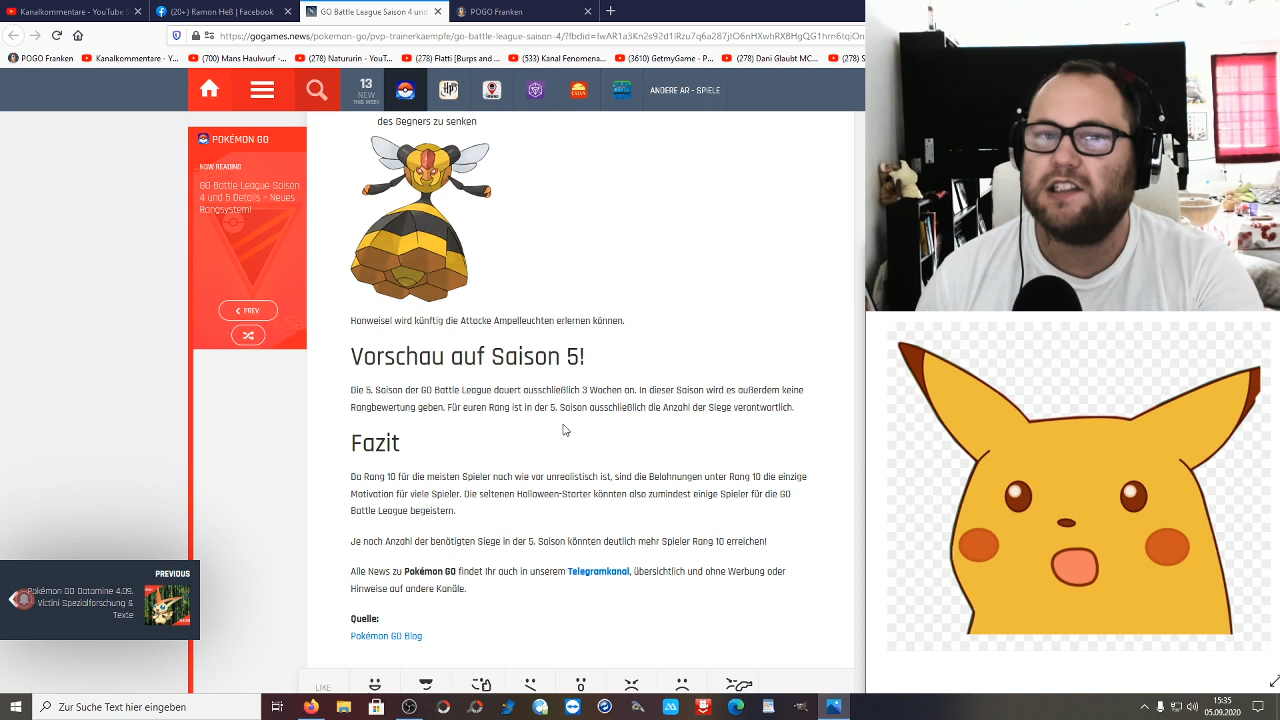 Kanalkommentare - YouTube S
(20+) Ramon Heß | Facebook
GO Battle League Saison 4 und
POGO Franken
https://gogames.news/pokemon-go/pvp-trainerkaempfe/go-battle-league-saison-4/?fbclid=
POGO Franken
Kanalkommentare - Y...
(700) Mans Haulwurf -...
(278) Natururin - YouT...
(278) Flatti [Burps and ...
(533) Kanal Forename...
(3610) GetmyGame - ...
(278) Dani Glaubt MC...
13
NEW
THIS WEEK
ANDERE AR - SPIELE
des Gegners zu senken
POKÉMON GO
NOW READING
GO Battle League Saison
4 und 5 Details – Neues
Rangsystem!
PREV
Honweisel wird künftig die Attacke Ampelleuchten erlernen können.
Vorschau auf Saison 5!
Die 5. Saison der GO Battle League dauert ausschließlich 3 Wochen an. In dieser Saison wird es außerdem keine
Rangbewertung geben. Für euren Rang ist in der 5. Saison ausschließlich die Anzahl der Siege verantwortlich.
Fazit
Da Rang 10 für die meisten Spieler nach wie vor unrealistisch ist, sind die Belohnungen unter Rang 10 die einzige
Motivation für viele Spieler. Die seltenen Halloween-Starter könnten also zumindest einige Spieler für die GO
Battle League begeistern.
Je nach Anzahl der benötigten Siege in der 5. Saison könnten deutlich mehr Spieler Rang 10 erreichen!
Alle News zu Pokémon GO findet Ihr auch in unserem Telegramkanal, übersichtlich und ohne Werbung oder
Hinweise auf andere Kanäle.
Quelle:
Pokémon GO Blog
PREVIOUS
Pokémon GO Datamine 4.09.
Victini Spezialforschung &
Texte
LIKE
Zur Suche Text hier eingeben
15:35
05.09.2020